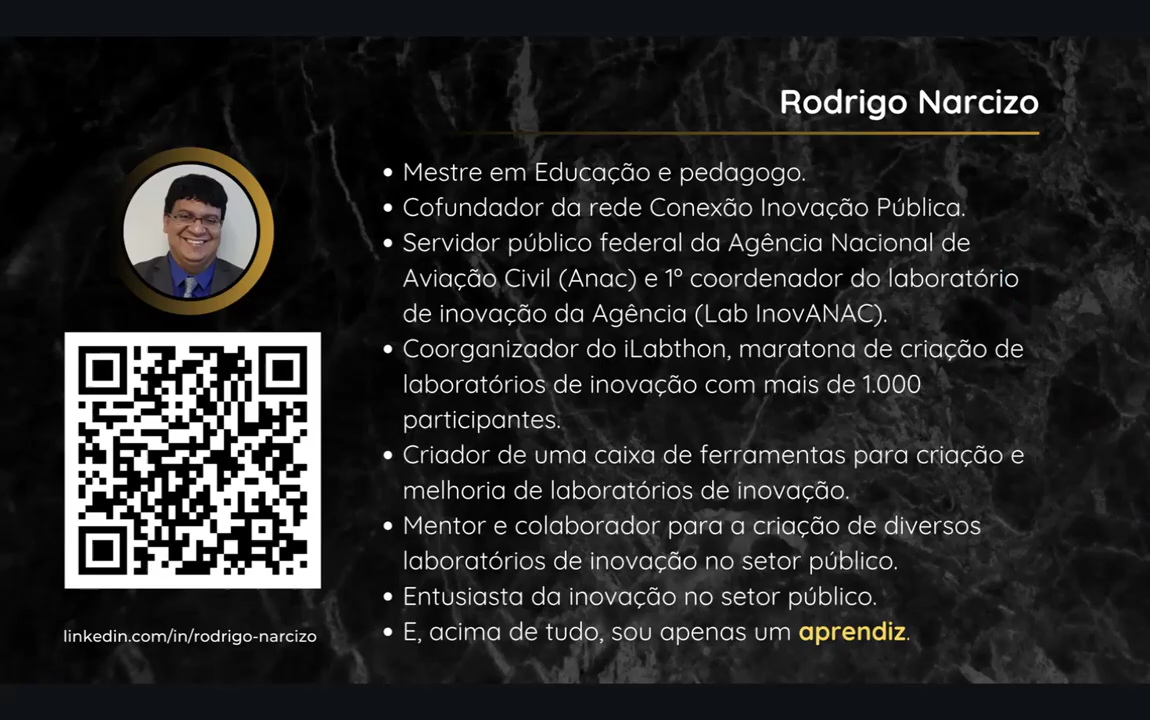 Rodrigo Narcizo
• Mestre em Educação e pedagogo.
• Cofundador da rede Conexão Inovação Pública.
• Servidor público federal da Agência Nacional de
Aviação Civil (Anac) e 1º coordenador do laboratório
de inovação da Agência (Lab InovANAC).
• Coorganizador do iLabthon, maratona de criação de
laboratórios de inovação com mais de 1.000
participantes.
• Criador de uma caixa de ferramentas para criação e
melhoria de laboratórios de inovação.
• Mentor e colaborador para a criação de diversos
laboratórios de inovação no setor público.
• Entusiasta da inovação no setor público.
• E, acima de tudo, sou apenas um aprendiz.
linkedin.com/in/rodrigo-narcizo